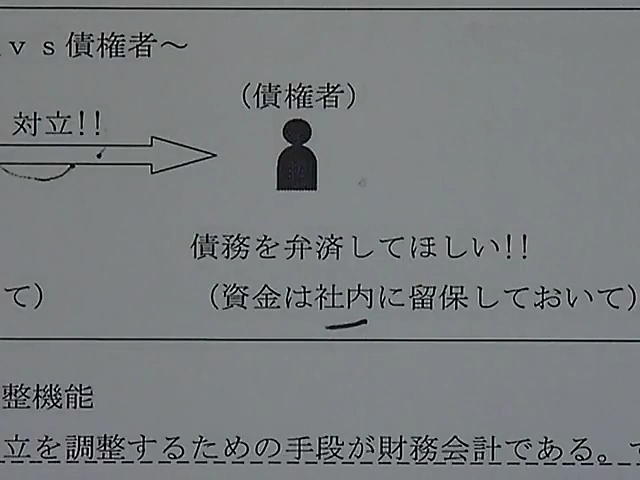 ｖｓ債権者～
（債権者）
対立!!
債務を弁済してほしい!!
て）
（資金は社内に留保しておいて）
整機能
立を調整するための手段が財務会計である。